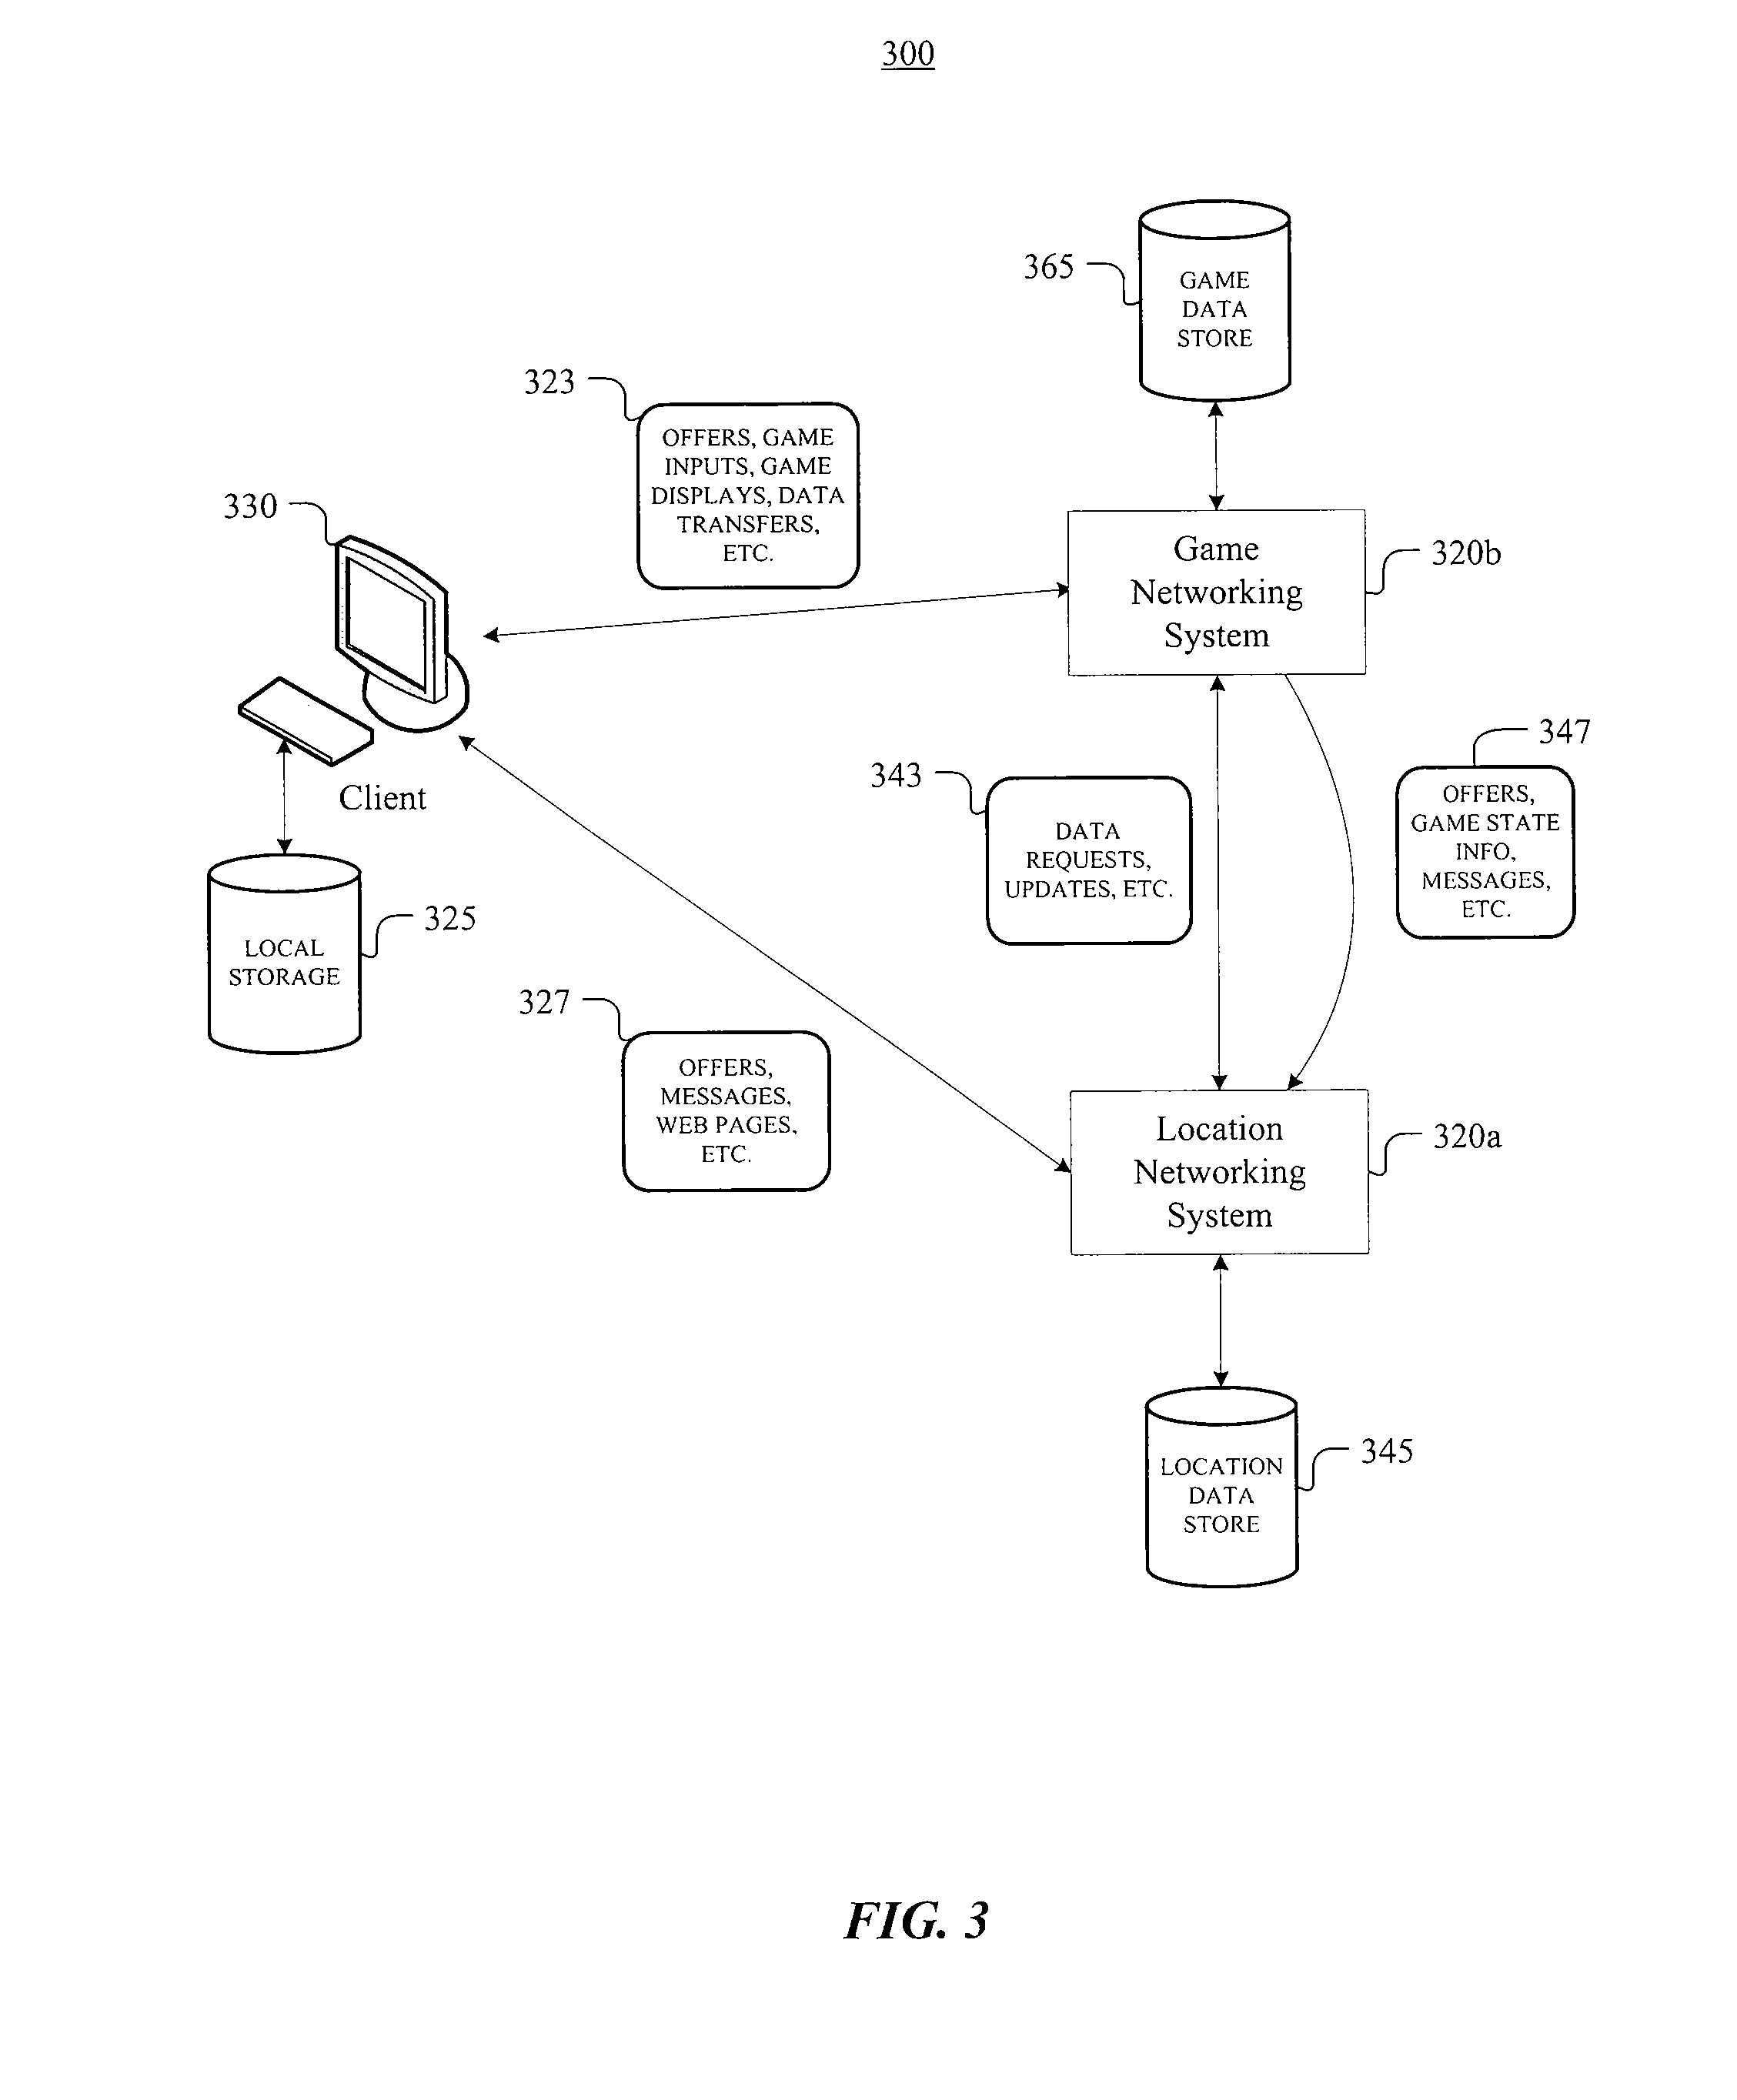 300
365
GAME
DATA
STORE
323
OFFERS, GAME
INPUTS, GAME
DISPLAYS, DATA
TRANSFERS,
ETC.
330
Game
Networking
System
320b
Client
343
DATA
REQUESTS,
UPDATES, ETC.
347
OFFERS,
GAME STATE
INFO,
MESSAGES,
ETC.
LOCAL
STORAGE
325
327
OFFERS,
MESSAGES,
WEB PAGES,
ETC.
Location
Networking
System
320a
LOCATION
DATA
STORE
345
FIG. 3